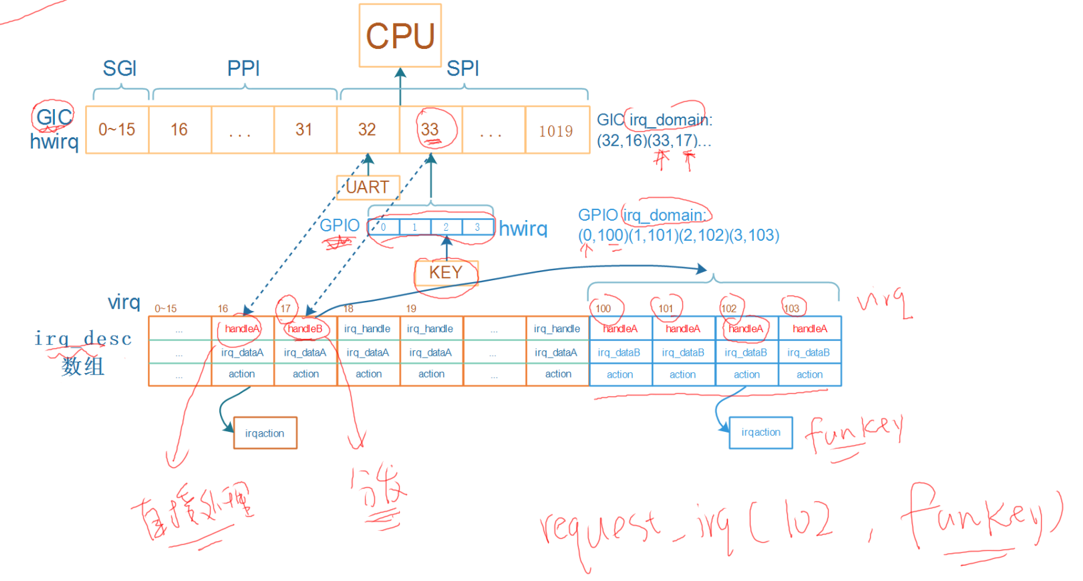 CPU
SGI PPI SPI
GIC
hwirq
0~15 16 ... 31 32 33 ... 1019
GIC irq_domain:
(32,16)(33,17)...
UART
GPIO 0 1 2 3 hwirq
GPIO irq_domain:
(0,100)(1,101)(2,102)(3,103)
KEY
virq 0~15 16 17 18 19 100 101 102 103 virq
irq_desc
数组
... handleA handleB irq_handle irq_handle ... irq_handle handleA handleA handleA handleA
... irq_dataA irq_dataA irq_dataA irq_dataA ... irq_dataA irq_dataB irq_dataB irq_dataB irq_dataB
... action action action action ... action action action action action
irqaction
irqaction
funkey
直接处理
分发
request_irq(102, funkey)